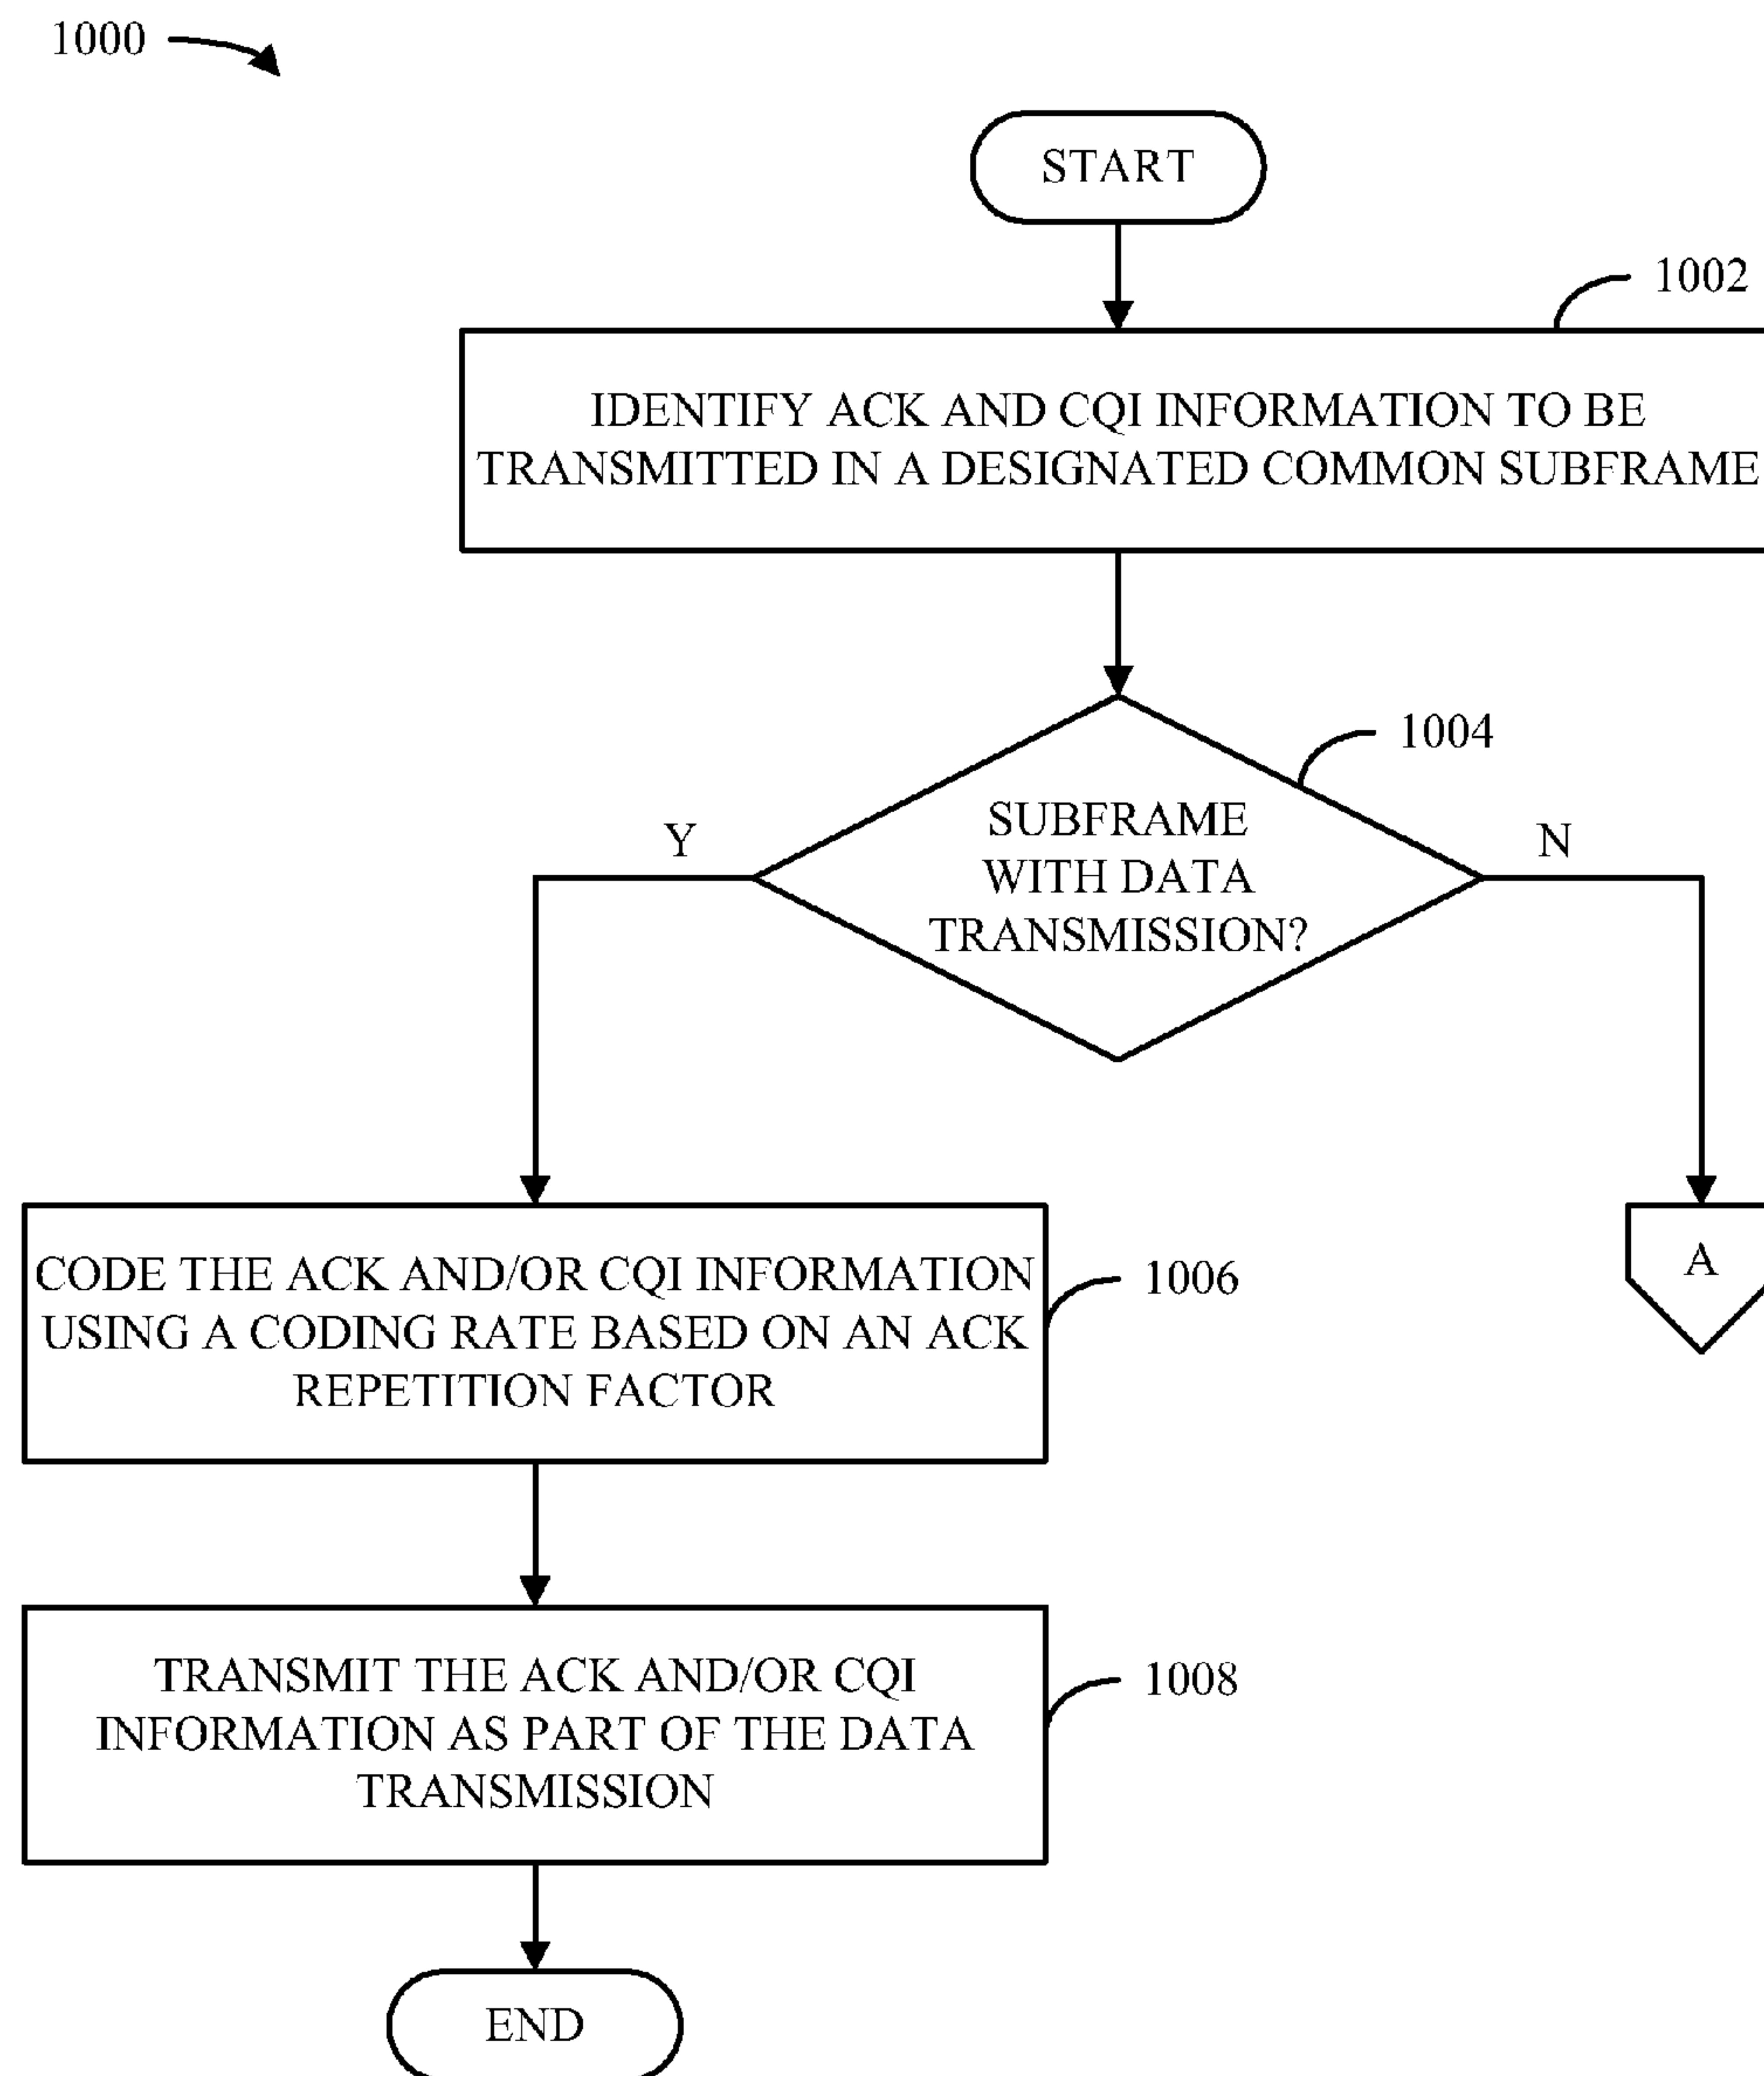 1000
START
1002
IDENTIFY ACK AND CQI INFORMATION TO BE
TRANSMITTED IN A DESIGNATED COMMON SUBFRAME
1004
SUBFRAME
WITH DATA
TRANSMISSION?
Y
N
CODE THE ACK AND/OR CQI INFORMATION
USING A CODING RATE BASED ON AN ACK
REPETITION FACTOR
1006
A
TRANSMIT THE ACK AND/OR CQI
INFORMATION AS PART OF THE DATA
TRANSMISSION
1008
END